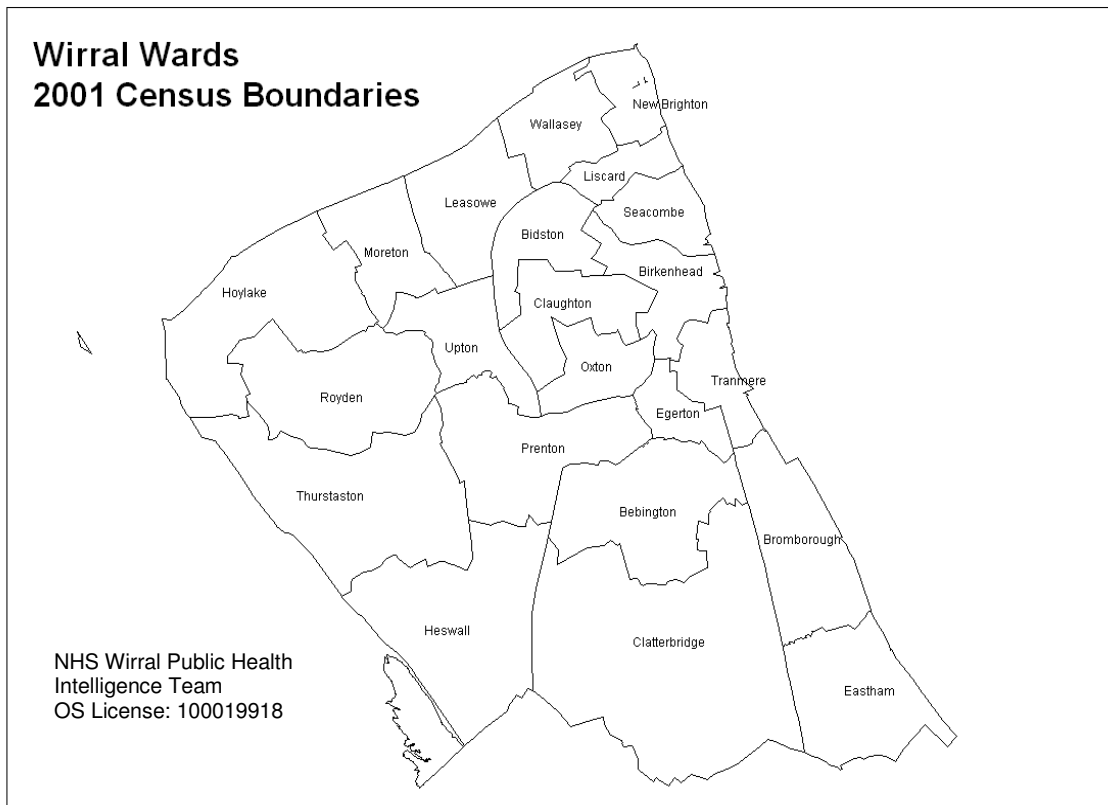 Wirral Wards
2001 Census Boundaries
New Brighton
Wallasey
Liscard
Leasowe
Seacombe
Bidston
Moreton
Birkenhead
Hoylake
Claughton
Upton
Oxton
Tranmere
Royden
Egerton
Prenton
Thurstaston
Bebington
Bromborough
Heswall
Clatterbridge
Eastham
NHS Wirral Public Health
Intelligence Team
OS License: 100019918